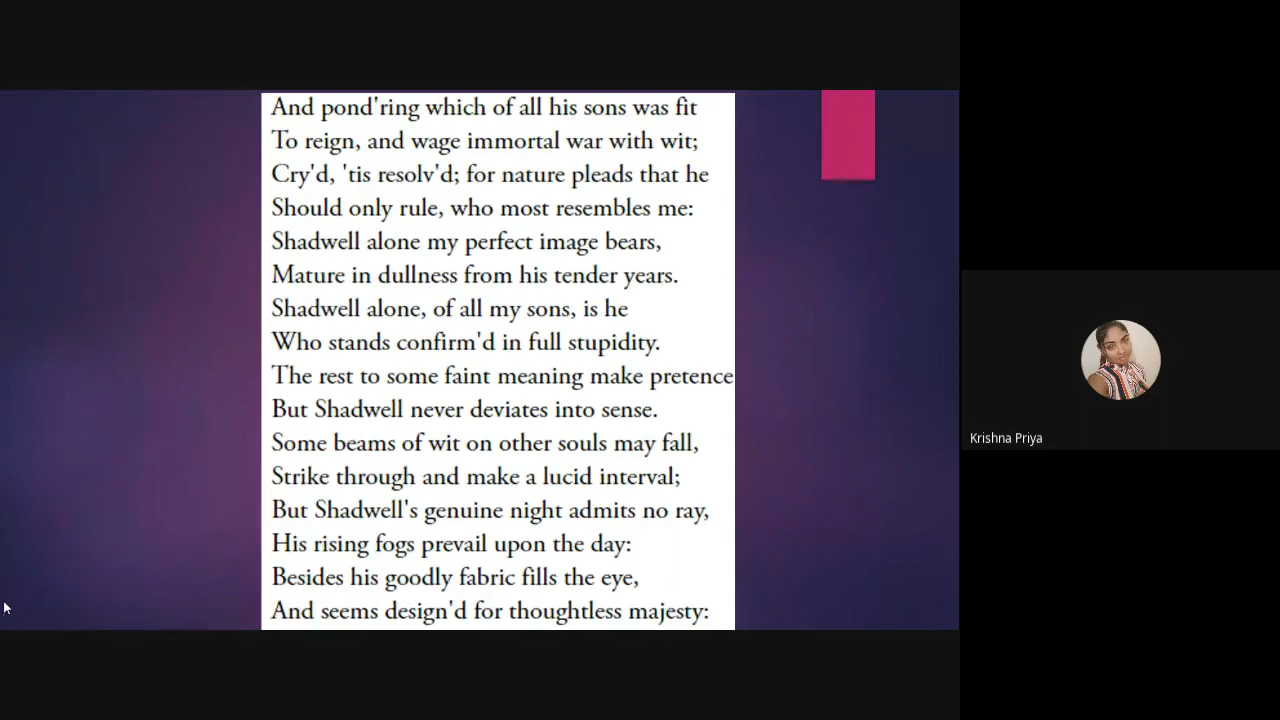 And pond'ring which of all his sons was fit
To reign, and wage immortal war with wit;
Cry'd, 'tis resolv'd; for nature pleads that he
Should only rule, who most resembles me:
Shadwell alone my perfect image bears,
Mature in dullness from his tender years.
Shadwell alone, of all my sons, is he
Who stands confirm'd in full stupidity.
The rest to some faint meaning make pretence
But Shadwell never deviates into sense.
Some beams of wit on other souls may fall,
Strike through and make a lucid interval;
But Shadwell's genuine night admits no ray,
His rising fogs prevail upon the day:
Besides his goodly fabric fills the eye,
And seems design'd for thoughtless majesty:
Krishna Priya